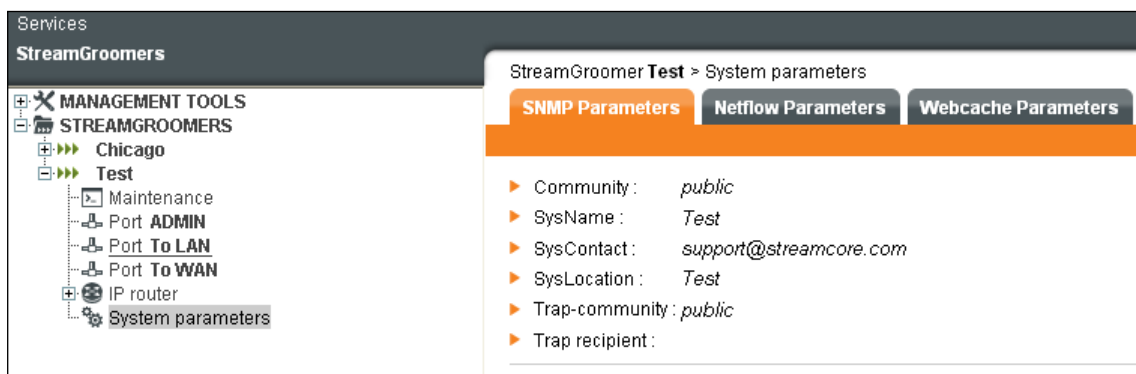 Services
StreamGroomers
MANAGEMENT TOOLS
STREAMGROOMERS
Chicago
Test
Maintenance
Port ADMIN
Port To LAN
Port To WAN
IP router
System parameters
StreamGroomer Test > System parameters
SNMP Parameters
Netflow Parameters
Webcache Parameters
Community : public
SysName : Test
SysContact : support@streamcore.com
SysLocation : Test
Trap-community : public
Trap recipient :